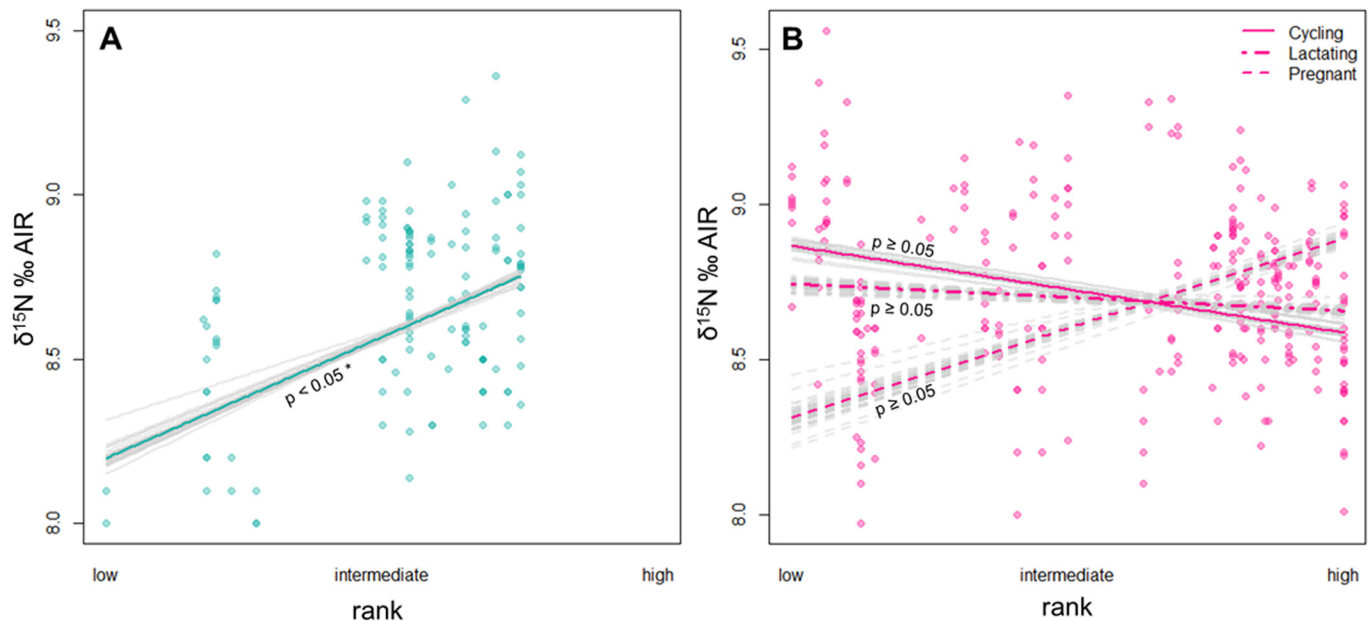 A
9.5
9.0
8.5
8.0
δ¹⁵N ‰ AIR
p < 0.05 *
low intermediate high
rank
B
Cycling
Lactating
Pregnant
9.5
9.0
8.5
8.0
δ¹⁵N ‰ AIR
p ≥ 0.05
p ≥ 0.05
p ≥ 0.05
low intermediate high
rank